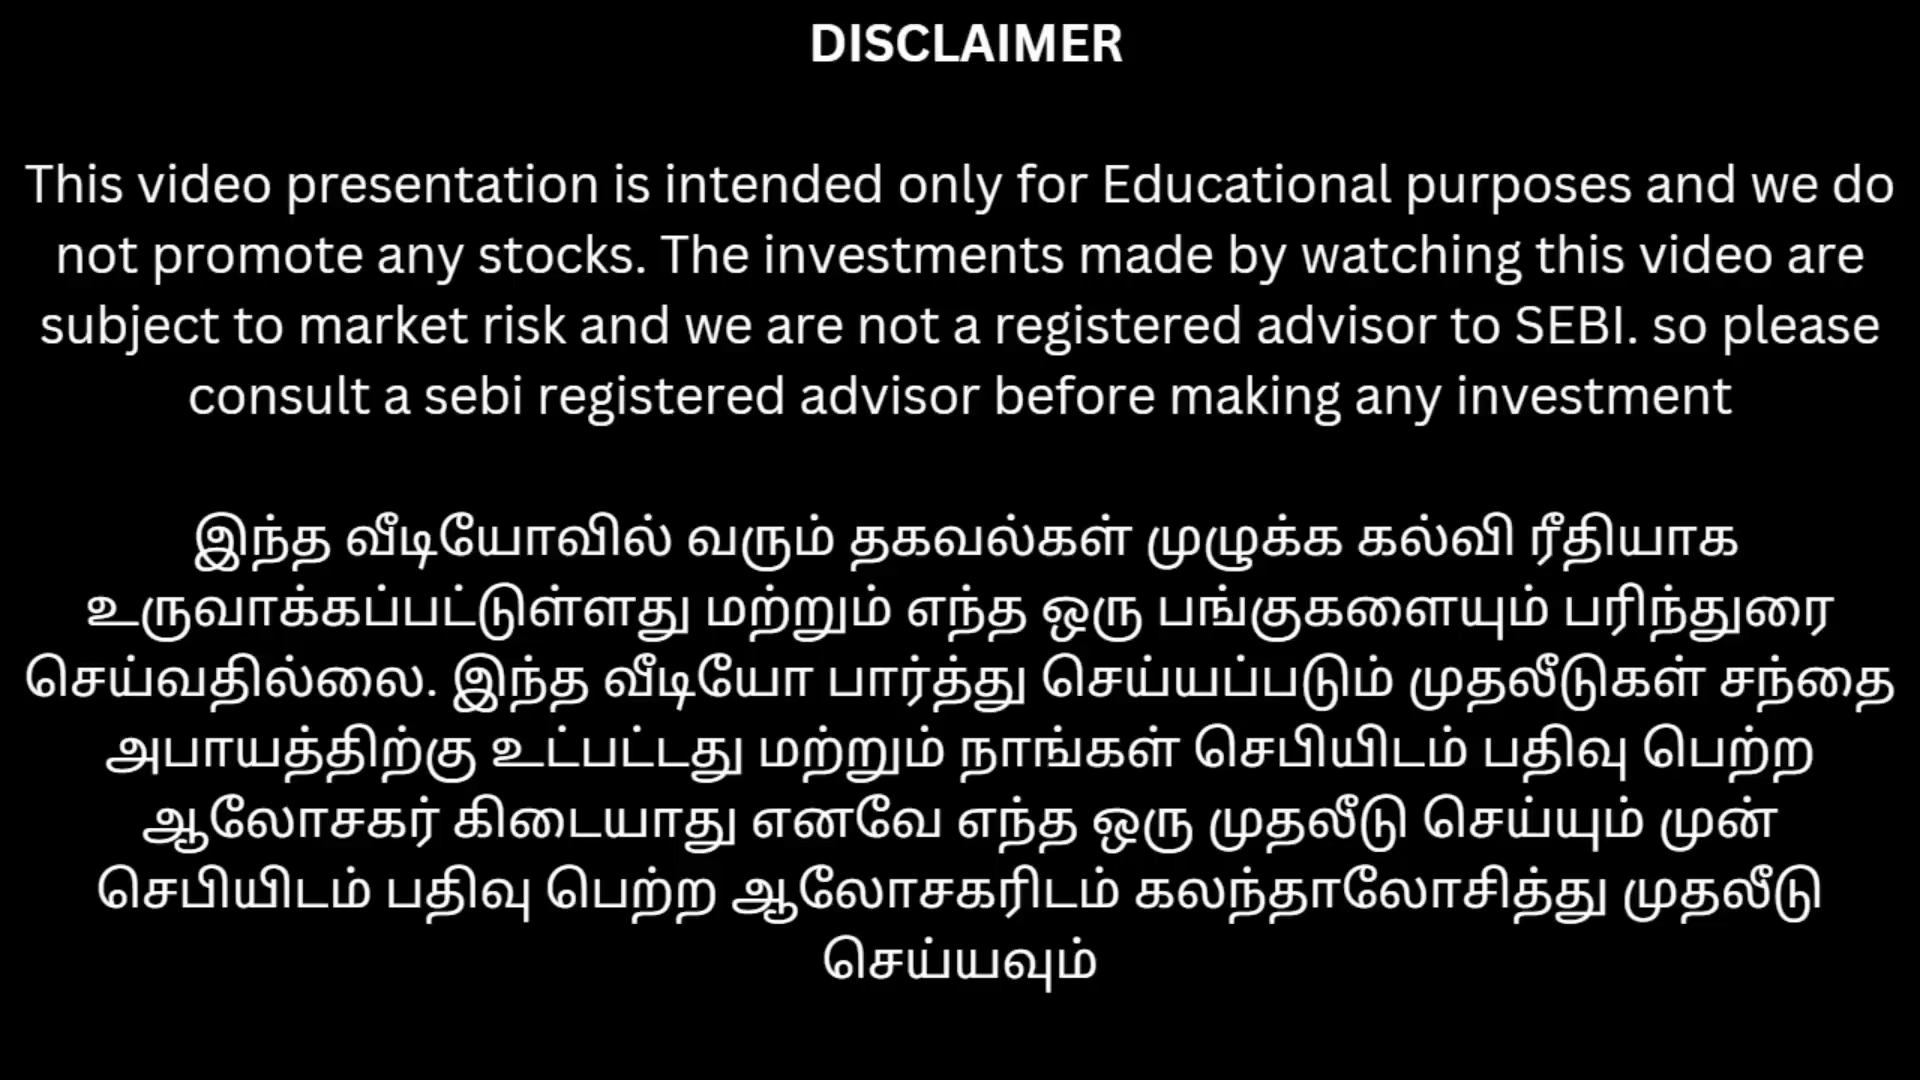 DISCLAIMER
This video presentation is intended only for Educational purposes and we do
not promote any stocks. The investments made by watching this video are
subject to market risk and we are not a registered advisor to SEBI. so please
consult a sebi registered advisor before making any investment
இந்த வீடியோவில் வரும் தகவல்கள் முழுக்க கல்வி ரீதியாக
உருவாக்கப்பட்டுள்ளது மற்றும் எந்த ஒரு பங்குகளையும் பரிந்துரை
செய்வதில்லை. இந்த வீடியோ பார்த்து செய்யப்படும் முதலீடுகள் சந்தை
அபாயத்திற்கு உட்பட்டது மற்றும் நாங்கள் செபியிடம் பதிவு பெற்ற
ஆலோசகர் கிடையாது எனவே எந்த ஒரு முதலீடு செய்யும் முன்
செபியிடம் பதிவு பெற்ற ஆலோசகரிடம் கலந்தாலோசித்து முதலீடு
செய்யவும்